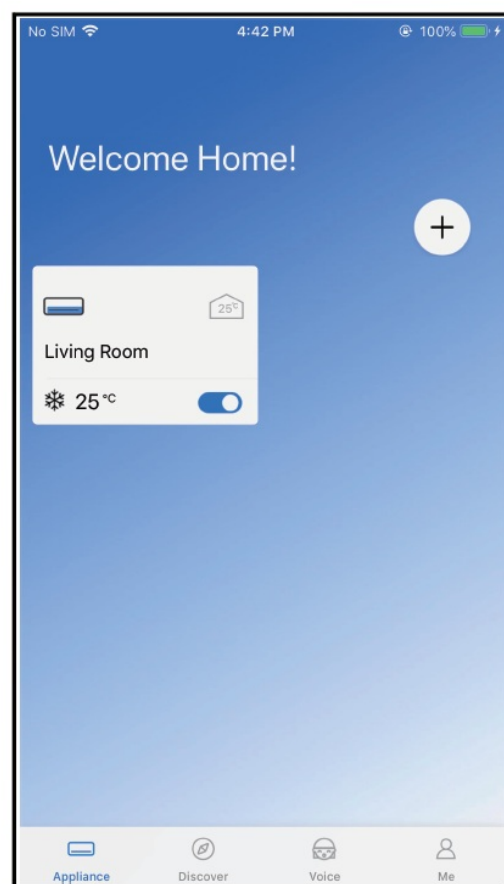 No SIM 4:42 PM 100%
Welcome Home!
+
25°C
Living Room
25 °C
Appliance Discover Voice Me